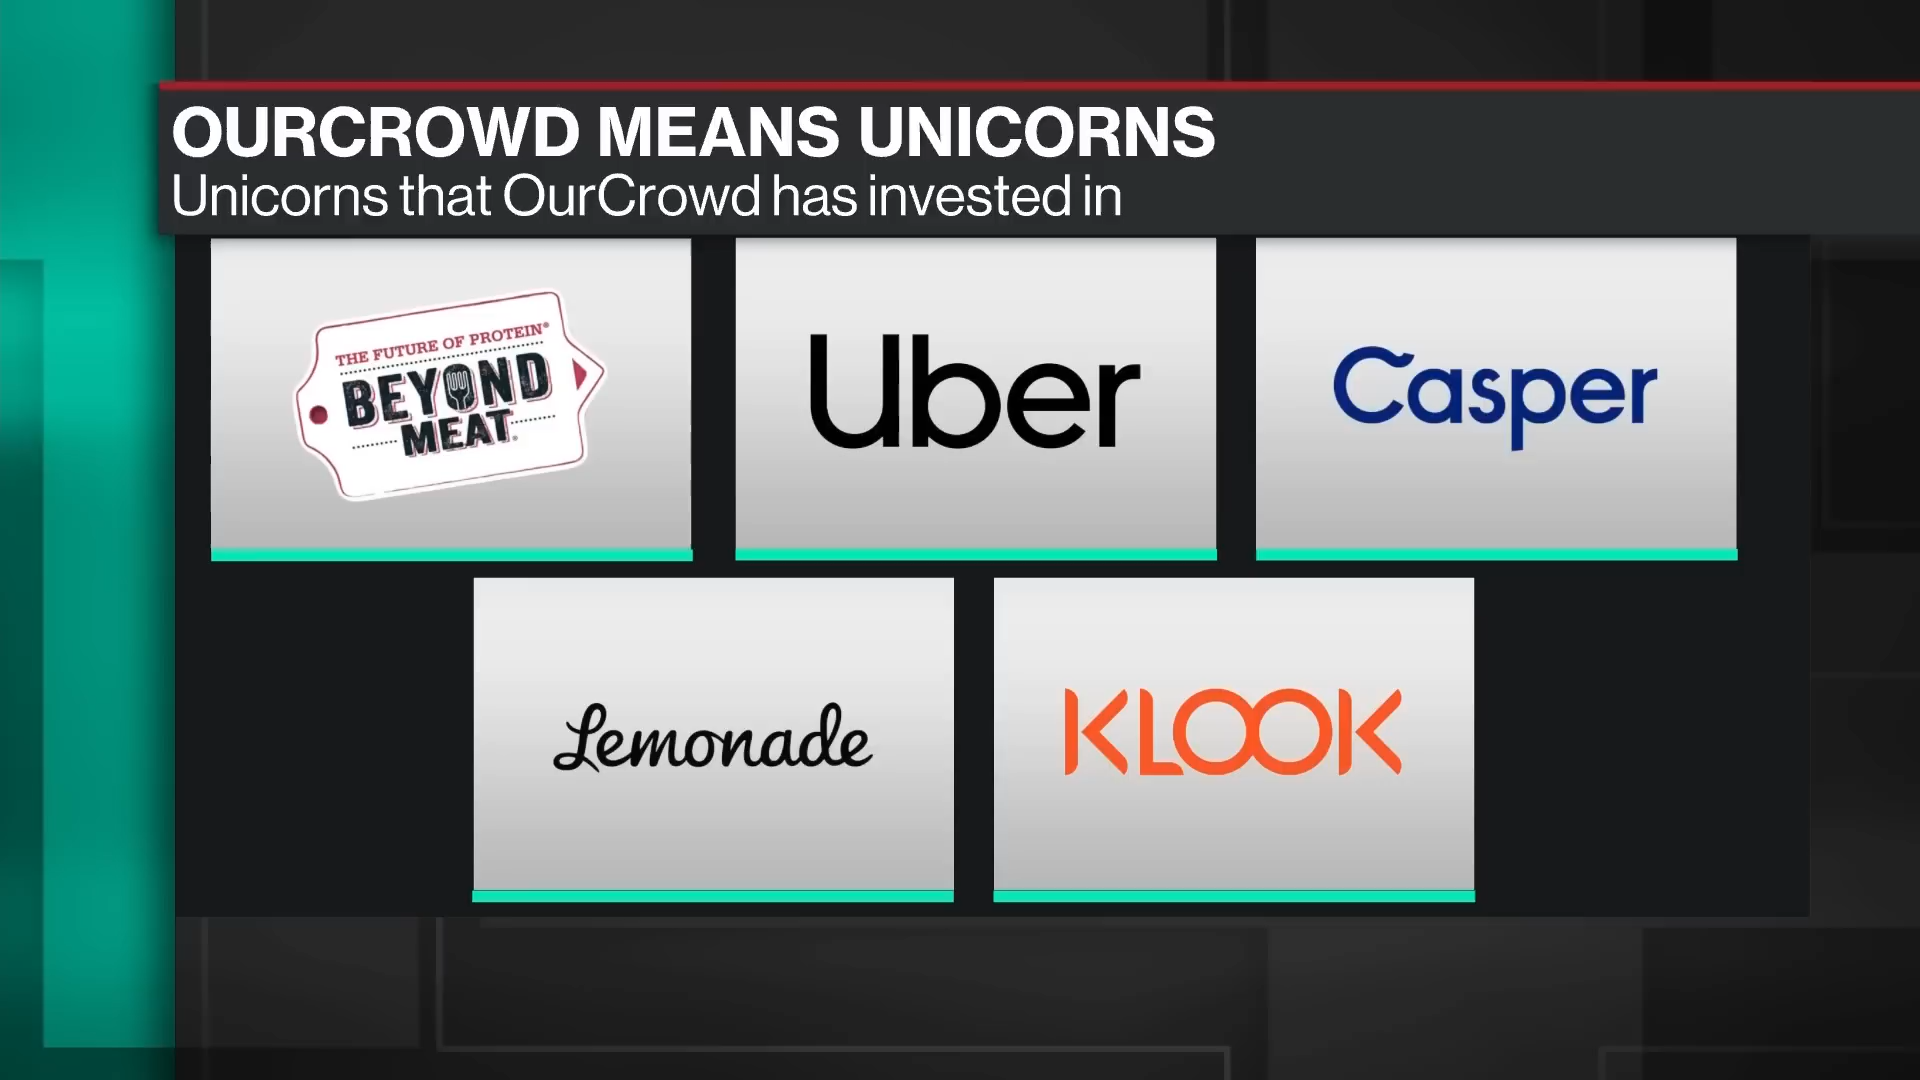 OURCROWD MEANS UNICORNS
Unicorns that OurCrowd has invested in
THE FUTURE OF PROTEIN®
BEYOND
MEAT®
Uber
Casper
Lemonade
KLOOK